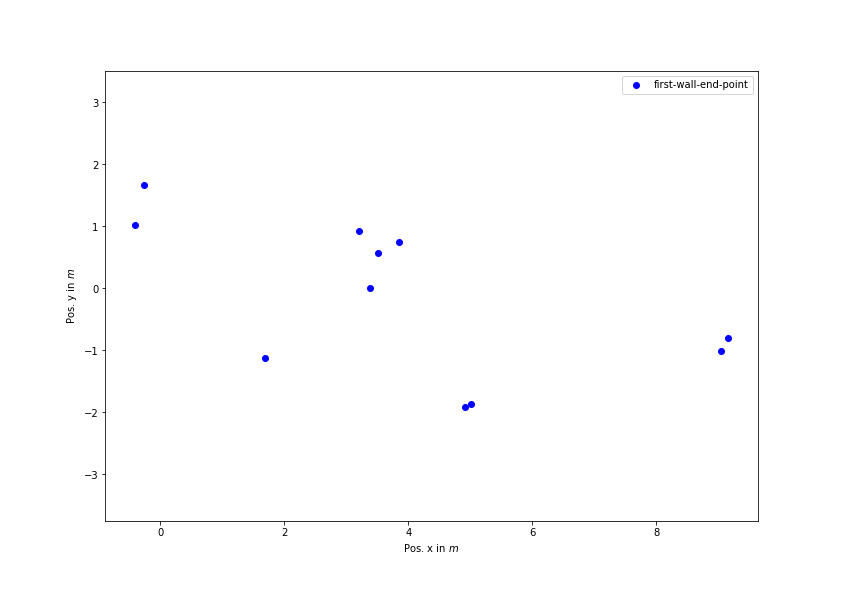 first-wall-end-point
3
2
1
0
−1
−2
−3
Pos. y in m
0 2 4 6 8
Pos. x in m